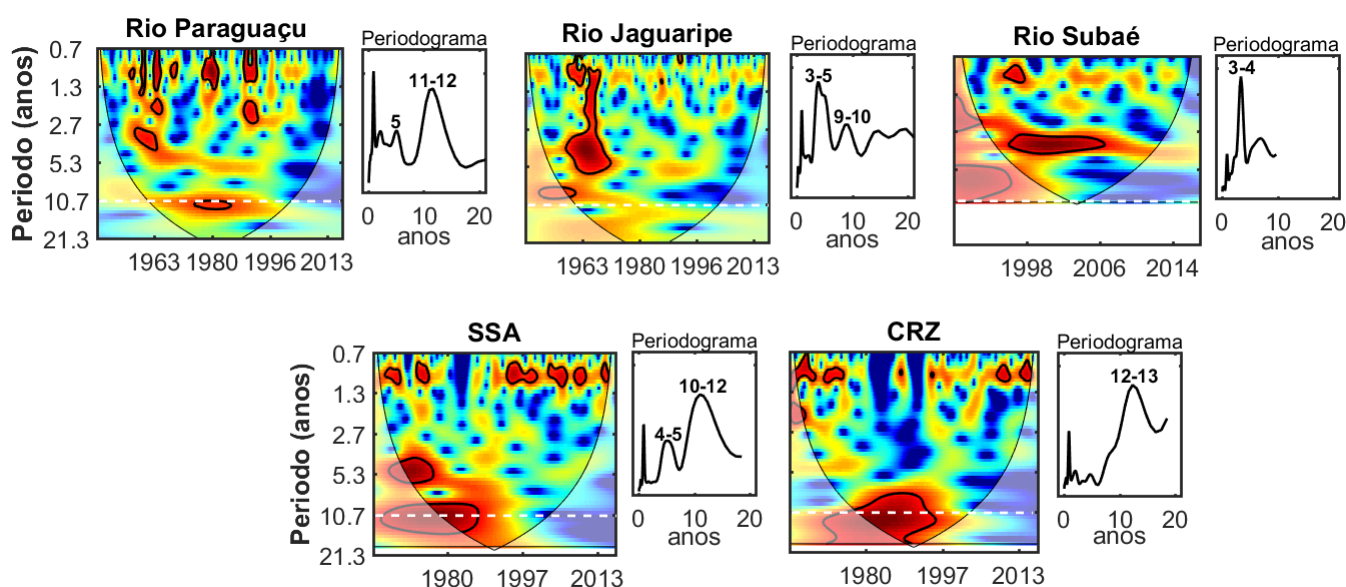 Rio Paraguaçu
Periodograma
Rio Jaguaripe
Periodograma
Rio Subaé
Periodograma
Periodo (anos)
0.7
1.3
2.7
5.3
10.7
21.3
1963 1980 1996 2013
11-12
5
0 10 20
anos
1963 1980 1996 2013
3-5
9-10
0 10 20
anos
1998 2006 2014
3-4
0 10 20
anos
SSA
Periodograma
CRZ
Periodograma
Periodo (anos)
0.7
1.3
2.7
5.3
10.7
21.3
1980 1997 2013
10-12
4-5
0 10 20
anos
1980 1997 2013
12-13
0 10 20
anos